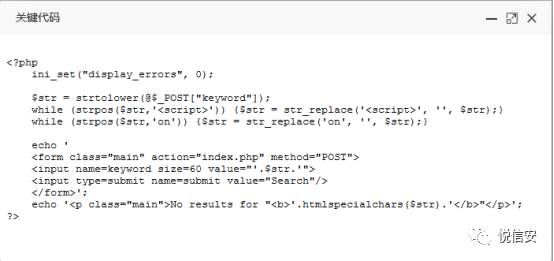 关键代码
<?php
ini_set("display_errors", 0);
$str = strtolower(@$_POST["keyword"]);
while (strpos($str,'<script>')) {$str = str_replace('<script>', '', $str);}
while (strpos($str,'on')) {$str = str_replace('on', '', $str);}
echo '
<form class="main" action="index.php" method="POST">
<input name=keyword size=60 value="'.$str.'">
<input type=submit name=submit value="Search"/>
</form>';
echo '<p class="main">No results for "<b>'.htmlspecialchars($str).'</b>"</p>';
?>
悦信安